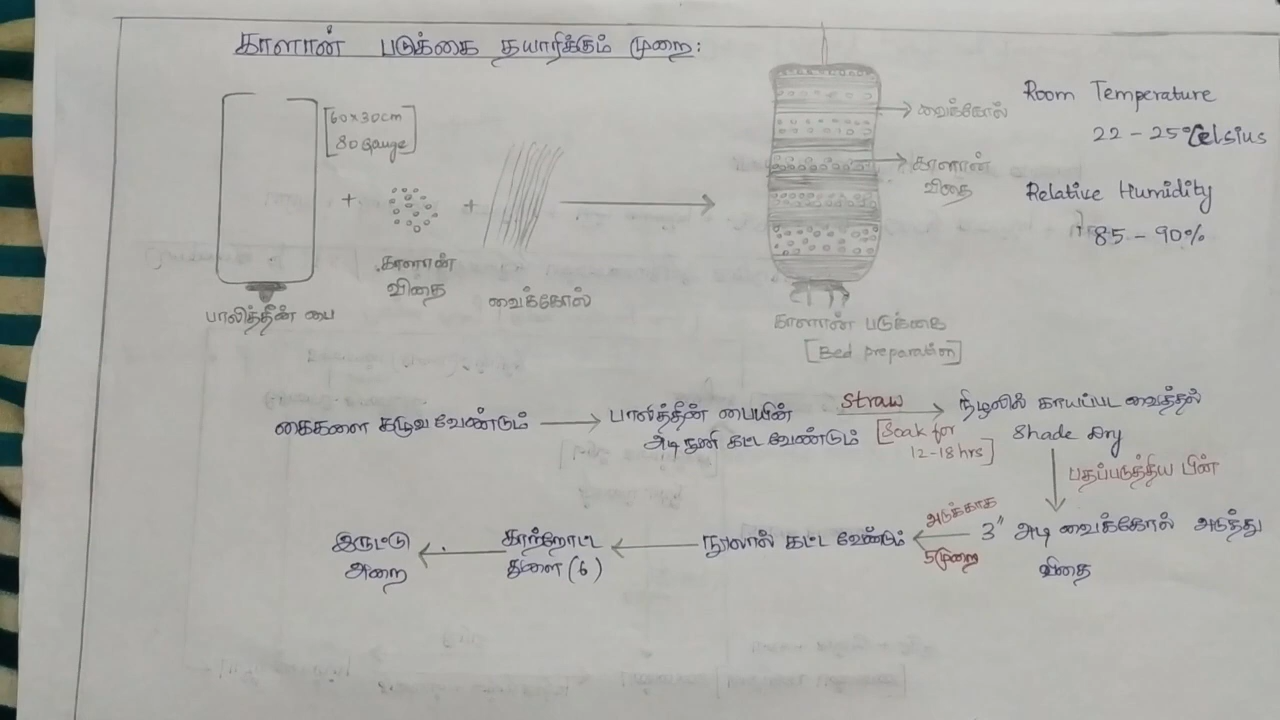 காளான் படுக்கை தயாரிக்கும் முறை:
[60x30cm
80 Gauge]
+
+
காளான்
விதை
வைக்கோல்
பாலித்தீன் பை
வைக்கோல்
காளான்
விதை
காளான் படுக்கை
[Bed preparation]
Room Temperature
22 - 25°Celsius
Relative Humidity
85 - 90%
கைகளை கழுவ வேண்டும்
பாலித்தீன் பையின்
அடி நுனி கட்ட வேண்டும்
Straw
[Soak for
12-18 hrs]
நிழலில் காயப்பட வைத்தல்
Shade Dry
பதப்படுத்திய பின்
3" அடி வைக்கோல் அடுத்து
விதை
அடுக்காக
5முறை
நூலால் கட்ட வேண்டும்
காற்றோட்ட
துளை (6)
இருட்டு
அறை